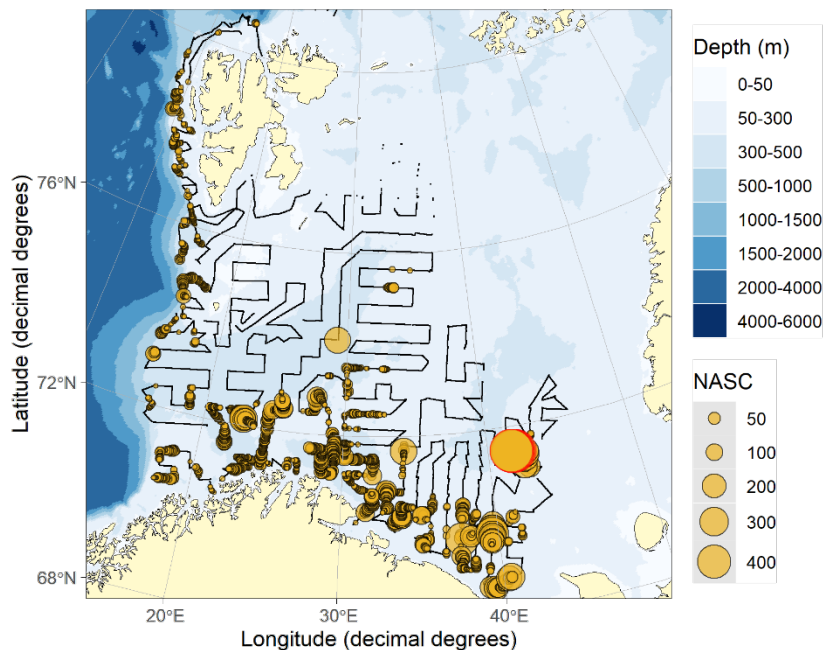 76°N
72°N
68°N
Latitude (decimal degrees)
20°E
30°E
40°E
Longitude (decimal degrees)
Depth (m)
0-50
50-300
300-500
500-1000
1000-1500
1500-2000
2000-4000
4000-6000
NASC
50
100
200
300
400